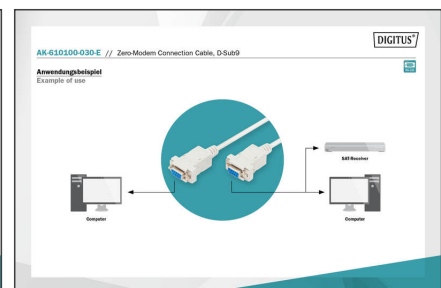 DIGITUS®
AK-610100-030-E // Zero-Modem Connection Cable, D-Sub9
Anwendungsbeispiel
Example of use
SAT-Receiver
Computer
Computer